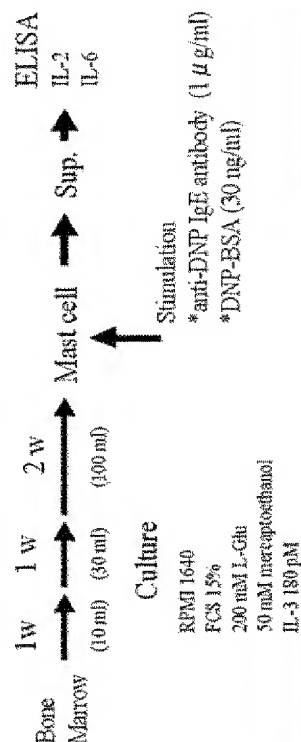 1w 1 w 2 w
Bone
Marrow
(10 ml) (30 ml) (100 ml)
Mast cell
Sup.
ELISA
IL-2
IL-6
Culture
RPMI 1640
FCS 15%
200 mM L-Glu
50 mM mercaptoethanol
IL-3 180 pM
Stimulation
*anti-DNP IgE antibody (1 μg/ml)
*DNP-BSA (30 ng/ml)